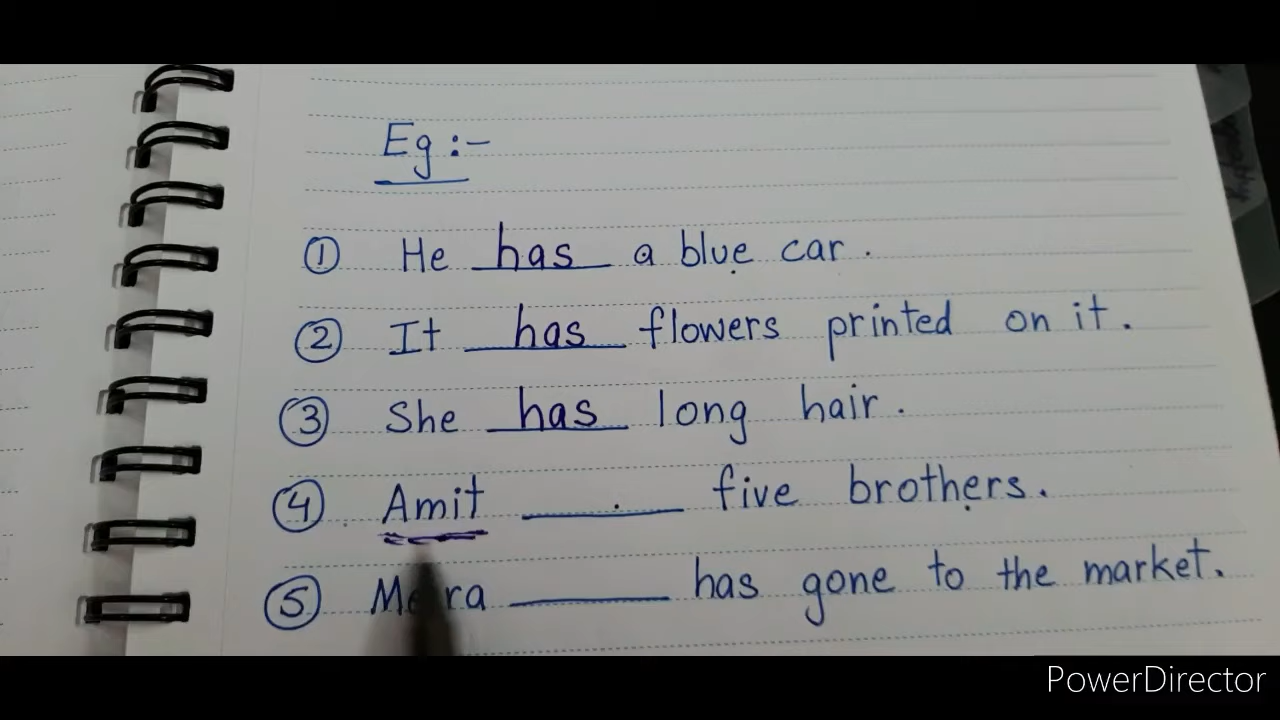 Eg :-
① He has a blue car.
② It has flowers printed on it.
③ She has long hair.
④ Amit ______ five brothers.
⑤ ______ has gone to the market.
PowerDirector